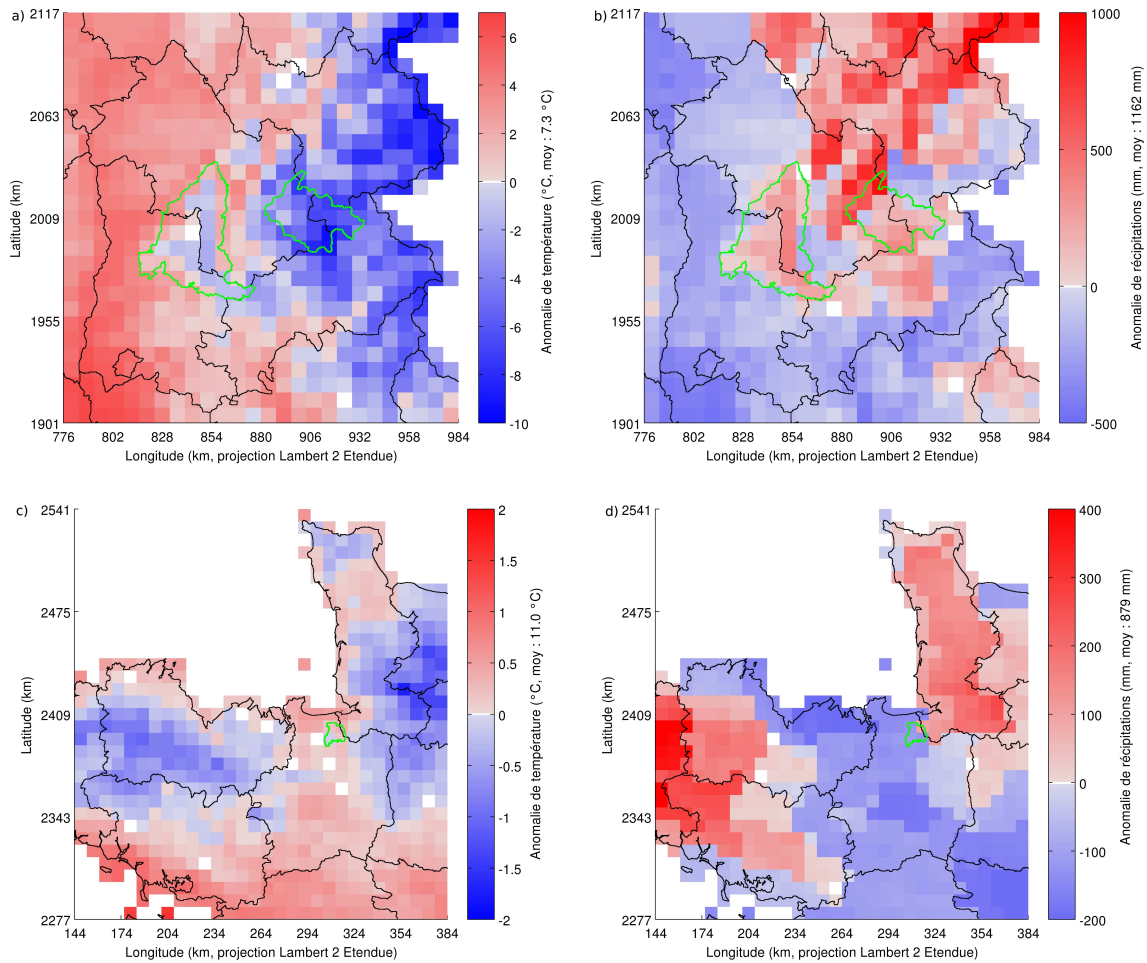 a)
2117
2063
2009
1955
1901
Latitude (km)
776 802 828 854 880 906 932 958 984
Longitude (km, projection Lambert 2 Etendue)
6
4
2
0
-2
-4
-6
-8
-10
Anomalie de température (°C, moy : 7.3 °C)
b)
2117
2063
2009
1955
1901
Latitude (km)
776 802 828 854 880 906 932 958 984
Longitude (km, projection Lambert 2 Etendue)
1000
500
0
-500
Anomalie de récipitations (mm, moy : 1162 mm)
c)
2541
2475
2409
2343
2277
Latitude (km)
144 174 204 234 264 294 324 354 384
Longitude (km, projection Lambert 2 Etendue)
2
1.5
1
0.5
0
-0.5
-1
-1.5
-2
Anomalie de température (°C, moy : 11.0 °C)
d)
2541
2475
2409
2343
2277
Latitude (km)
144 174 204 234 264 294 324 354 384
Longitude (km, projection Lambert 2 Etendue)
400
300
200
100
0
-100
-200
Anomalie de récipitations (mm, moy : 879 mm)